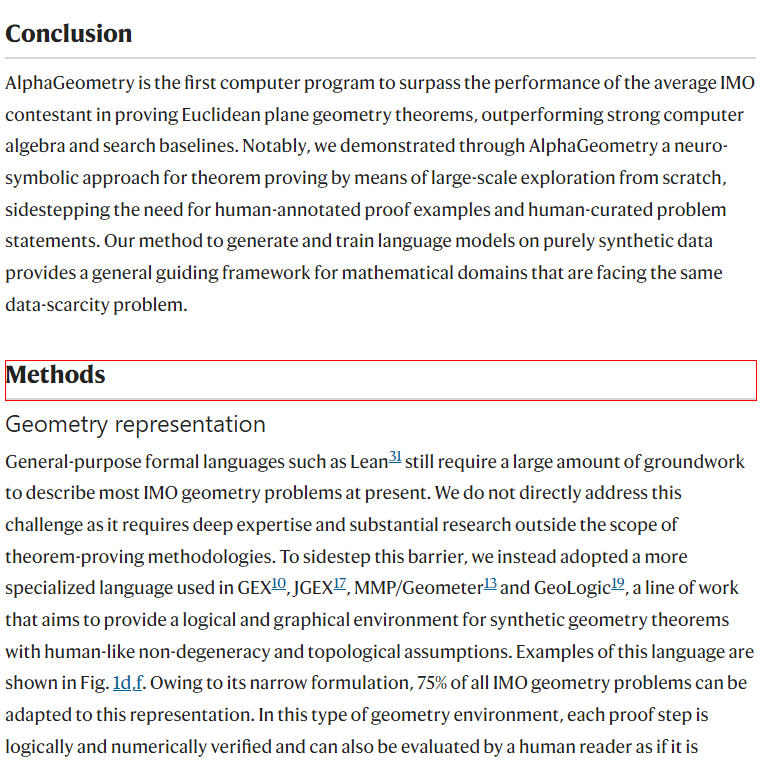 Conclusion
AlphaGeometry is the first computer program to surpass the performance of the average IMO
contestant in proving Euclidean plane geometry theorems, outperforming strong computer
algebra and search baselines. Notably, we demonstrated through AlphaGeometry a neuro-
symbolic approach for theorem proving by means of large-scale exploration from scratch,
sidestepping the need for human-annotated proof examples and human-curated problem
statements. Our method to generate and train language models on purely synthetic data
provides a general guiding framework for mathematical domains that are facing the same
data-scarcity problem.
Methods
Geometry representation
General-purpose formal languages such as Lean31 still require a large amount of groundwork
to describe most IMO geometry problems at present. We do not directly address this
challenge as it requires deep expertise and substantial research outside the scope of
theorem-proving methodologies. To sidestep this barrier, we instead adopted a more
specialized language used in GEX10, JGEX17, MMP/Geometer13 and GeoLogic19, a line of work
that aims to provide a logical and graphical environment for synthetic geometry theorems
with human-like non-degeneracy and topological assumptions. Examples of this language are
shown in Fig. 1d,f. Owing to its narrow formulation, 75% of all IMO geometry problems can be
adapted to this representation. In this type of geometry environment, each proof step is
logically and numerically verified and can also be evaluated by a human reader as if it is